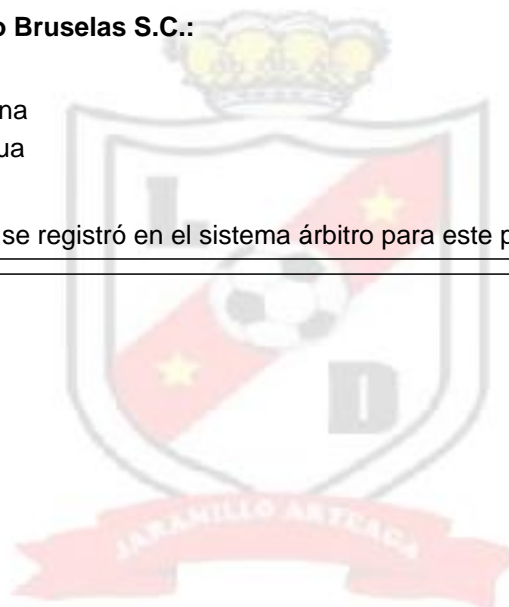 o Bruselas S.C.:
na
ua
se registró en el sistema árbitro para este p
L
D
JARAMILLO ARTEAGA